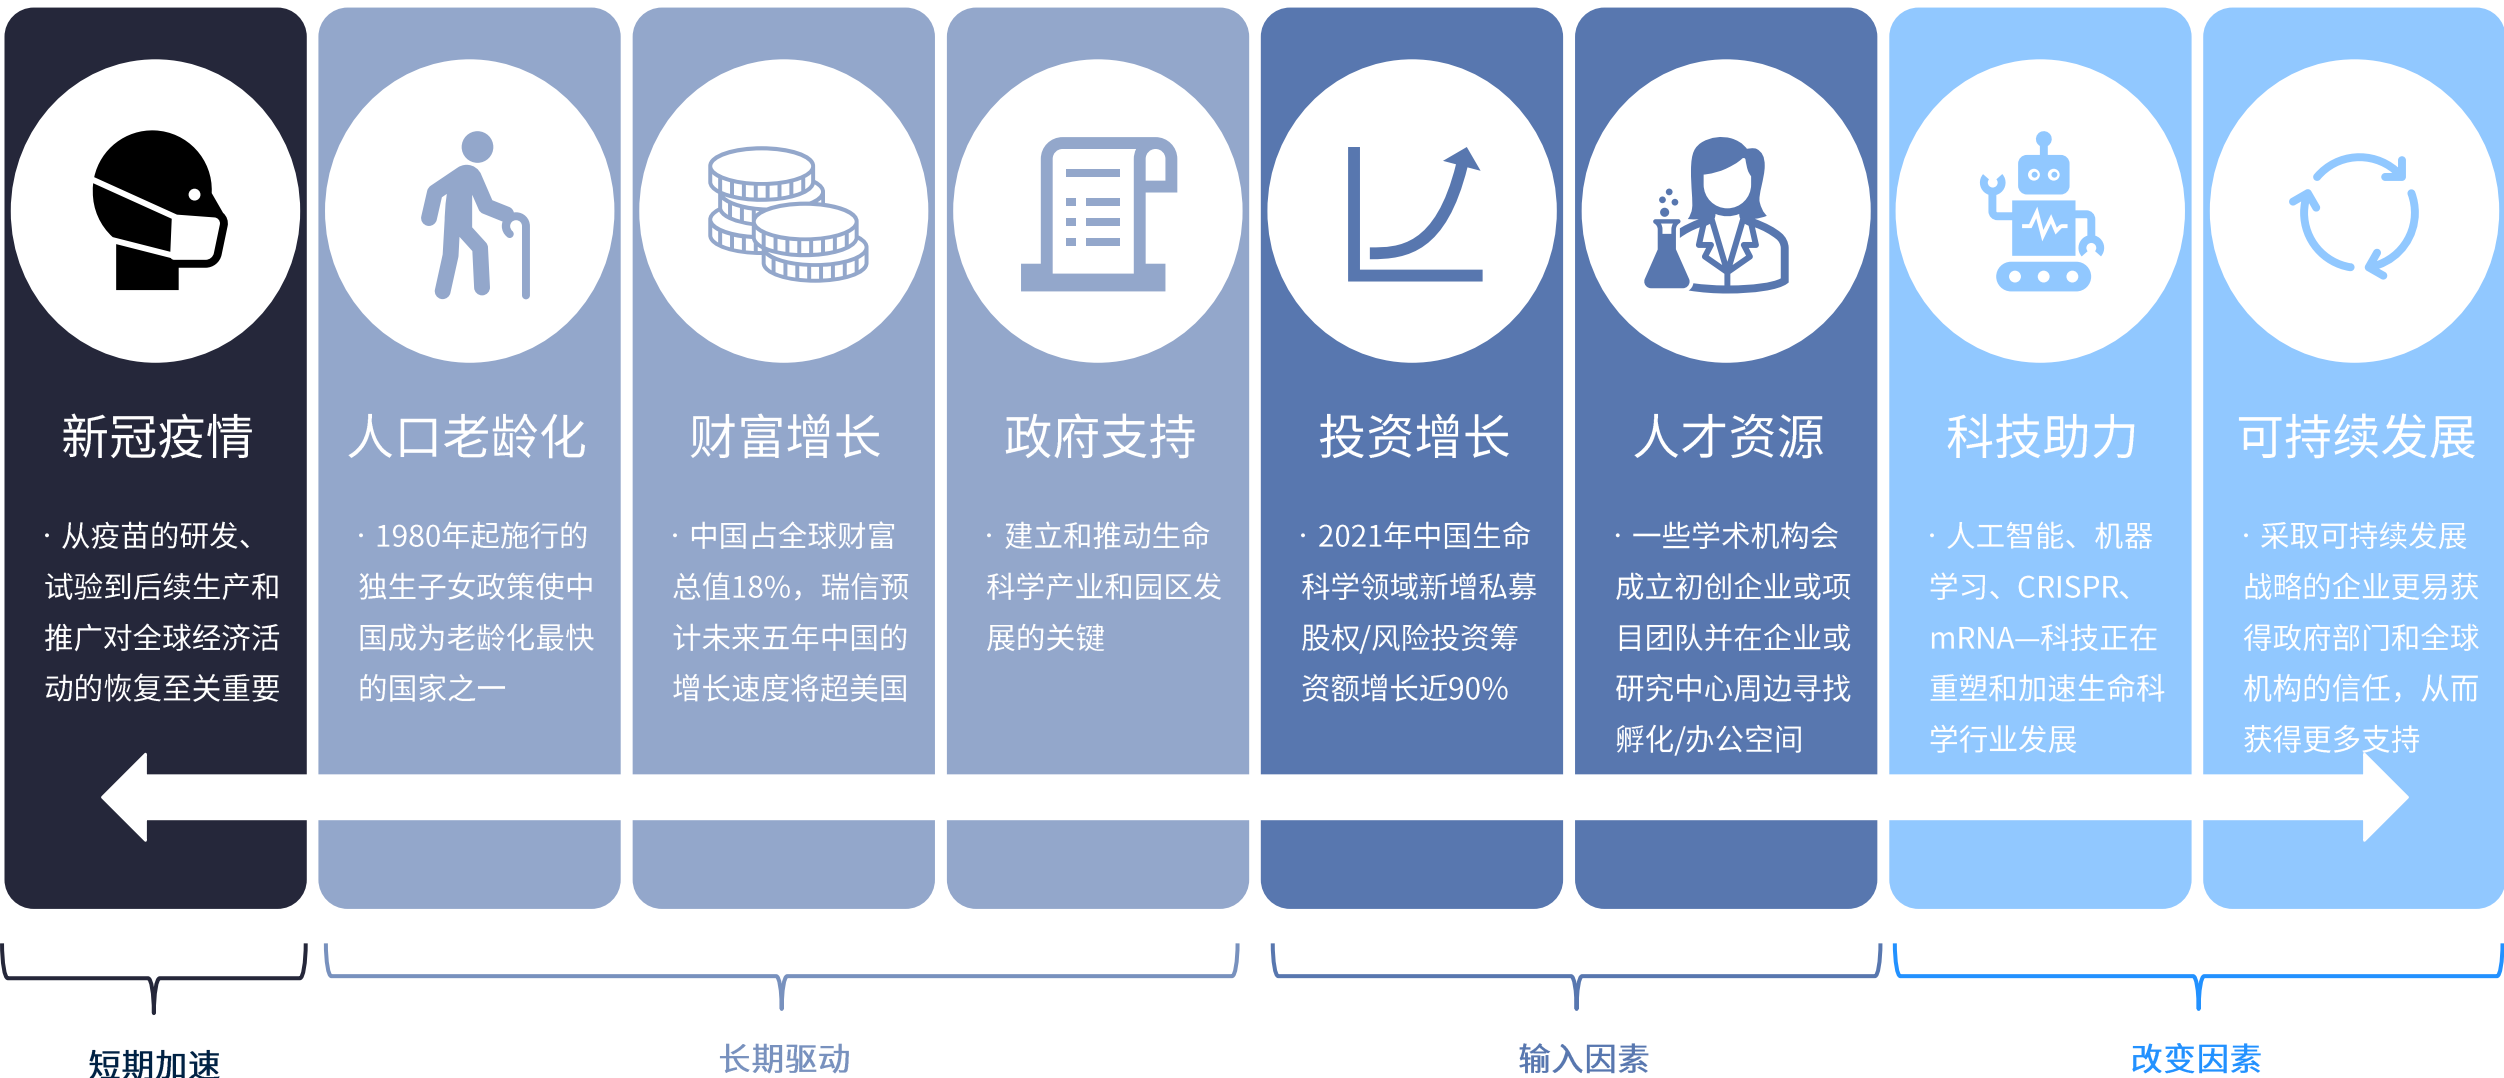 新冠疫情
· 从疫苗的研发、
试验到后续生产和
推广对全球经济活
动的恢复至关重要
人口老龄化
· 1980年起施行的
独生子女政策使中
国成为老龄化最快
的国家之一
财富增长
· 中国占全球财富
总值18%，瑞信预
计未来五年中国的
增长速度将超美国
政府支持
· 建立和推动生命
科学产业和园区发
展的关键
投资增长
· 2021年中国生命
科学领域新增私募
股权/风险投资筹
资额增长近90%
人才资源
· 一些学术机构会
成立初创企业或项
目团队并在企业或
研究中心周边寻找
孵化/办公空间
科技助力
· 人工智能、机器
学习、CRISPR、
mRNA—科技正在
重塑和加速生命科
学行业发展
可持续发展
· 采取可持续发展
战略的企业更易获
得政府部门和全球
机构的信任，从而
获得更多支持
短期加速
长期驱动
输入因素
改变因素